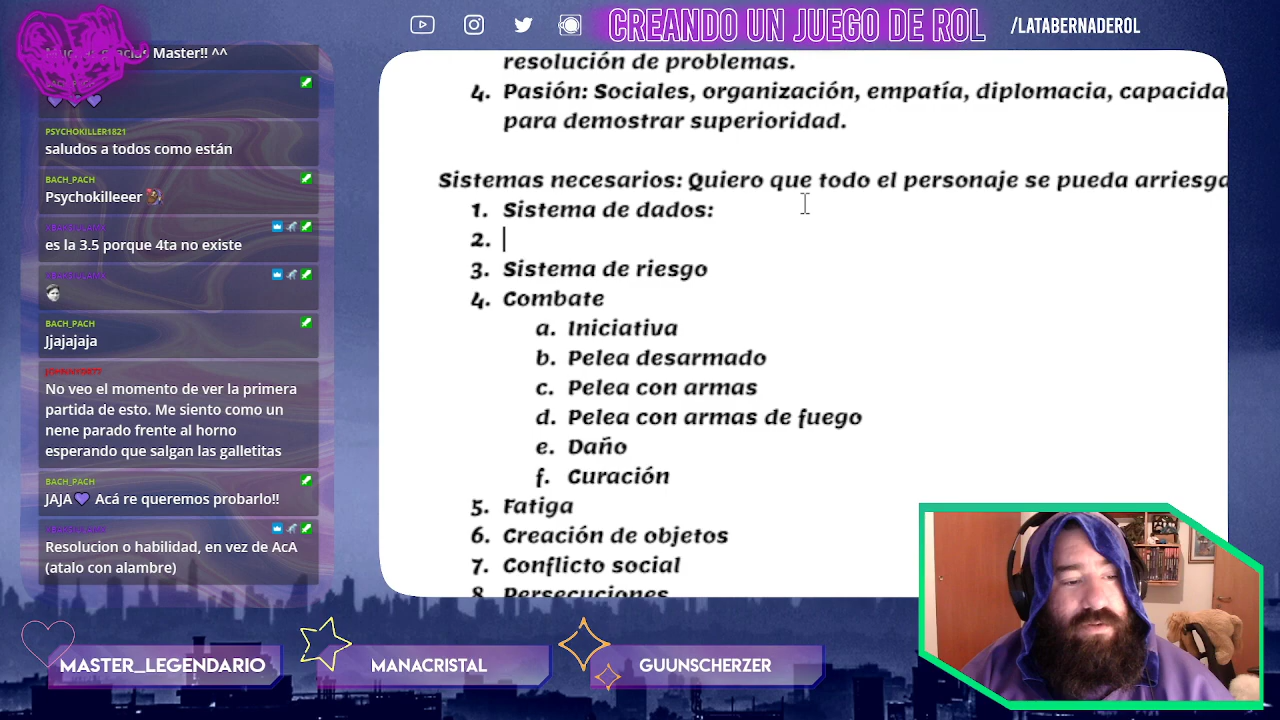 CREANDO UN JUEGO DE ROL
/LATABERNADEROL
Master!! ^^
BACH_PACH
PSYCHOKILLER1821
saludos a todos como están
BACH_PACH
Psychokilleeer
es la 3.5 porque 4ta no existe
BACH_PACH
Jjajajaja
No veo el momento de ver la primera
partida de esto. Me siento como un
nene parado frente al horno
esperando que salgan las galletitas
BACH_PACH
JAJA💜 Acá re queremos probarlo!!
Resolucion o habilidad, en vez de AcA
(atalo con alambre)
resolución de problemas.
4. Pasión: Sociales, organización, empatía, diplomacia, capacida
para demostrar superioridad.
Sistemas necesarios: Quiero que todo el personaje se pueda arriesga
1. Sistema de dados:
2.
3. Sistema de riesgo
4. Combate
a. Iniciativa
b. Pelea desarmado
c. Pelea con armas
d. Pelea con armas de fuego
e. Daño
f. Curación
5. Fatiga
6. Creación de objetos
7. Conflicto social
8. Persecuciones
MASTER_LEGENDARIO
MANACRISTAL
GUUNSCHERZER